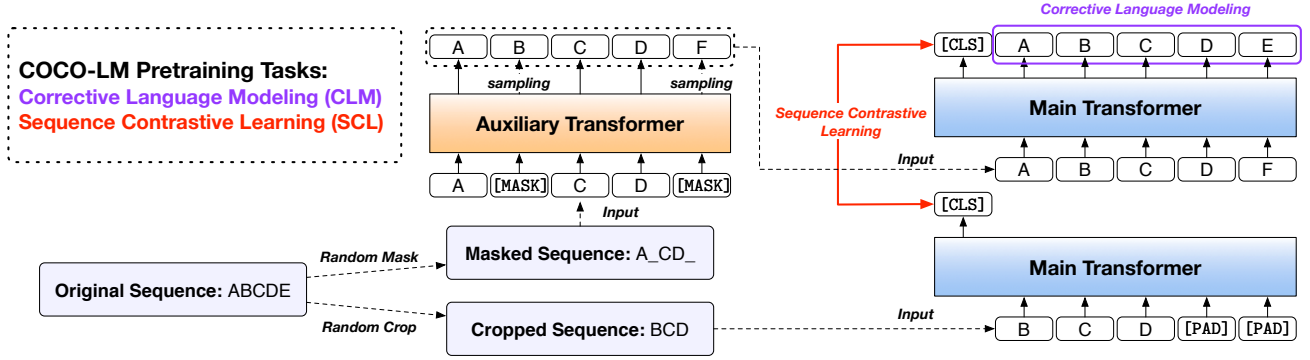 COCO-LM Pretraining Tasks:
Corrective Language Modeling (CLM)
Sequence Contrastive Learning (SCL)
A B C D F
sampling sampling
Auxiliary Transformer
A [MASK] C D [MASK]
Input
Original Sequence: ABCDE
Random Mask
Masked Sequence: A_CD_
Random Crop
Cropped Sequence: BCD
Corrective Language Modeling
[CLS] A B C D E
Main Transformer
Sequence Contrastive
Learning
Input
A B C D F
[CLS]
Main Transformer
Input
B C D [PAD] [PAD]